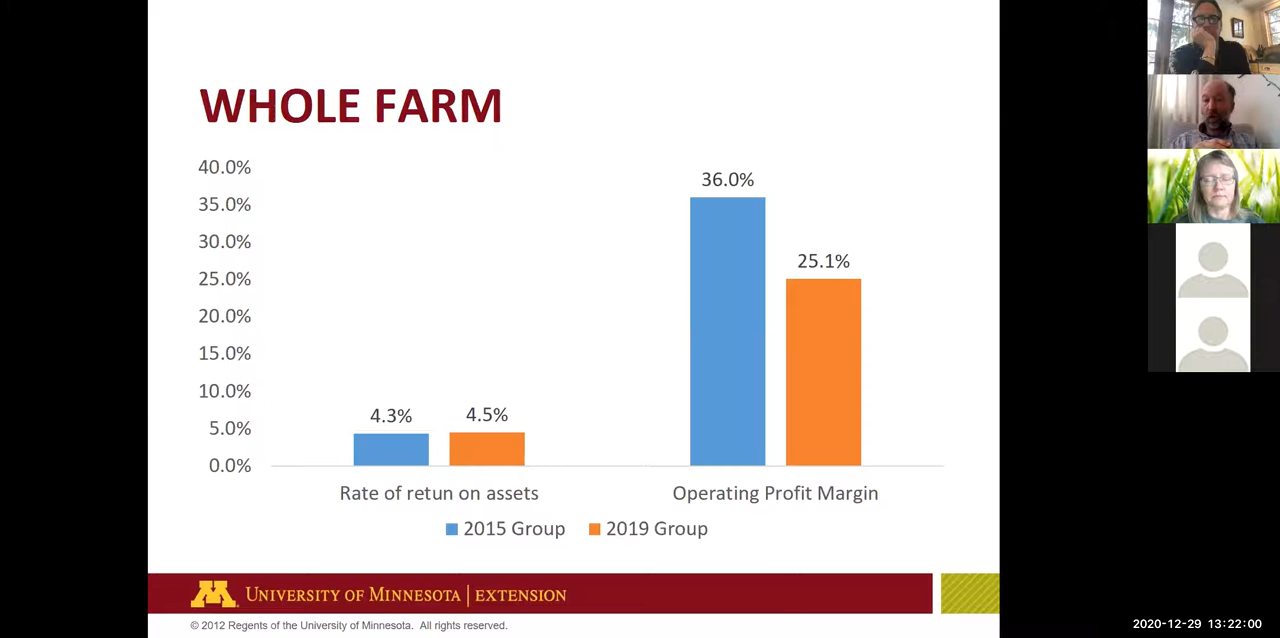 WHOLE FARM
40.0%
35.0%
30.0%
25.0%
20.0%
15.0%
10.0%
5.0%
0.0%
4.3%
4.5%
36.0%
25.1%
Rate of retun on assets
Operating Profit Margin
2015 Group
2019 Group
M
UNIVERSITY OF MINNESOTA | EXTENSION
© 2012 Regents of the University of Minnesota. All rights reserved.
2020-12-29 13:22:00